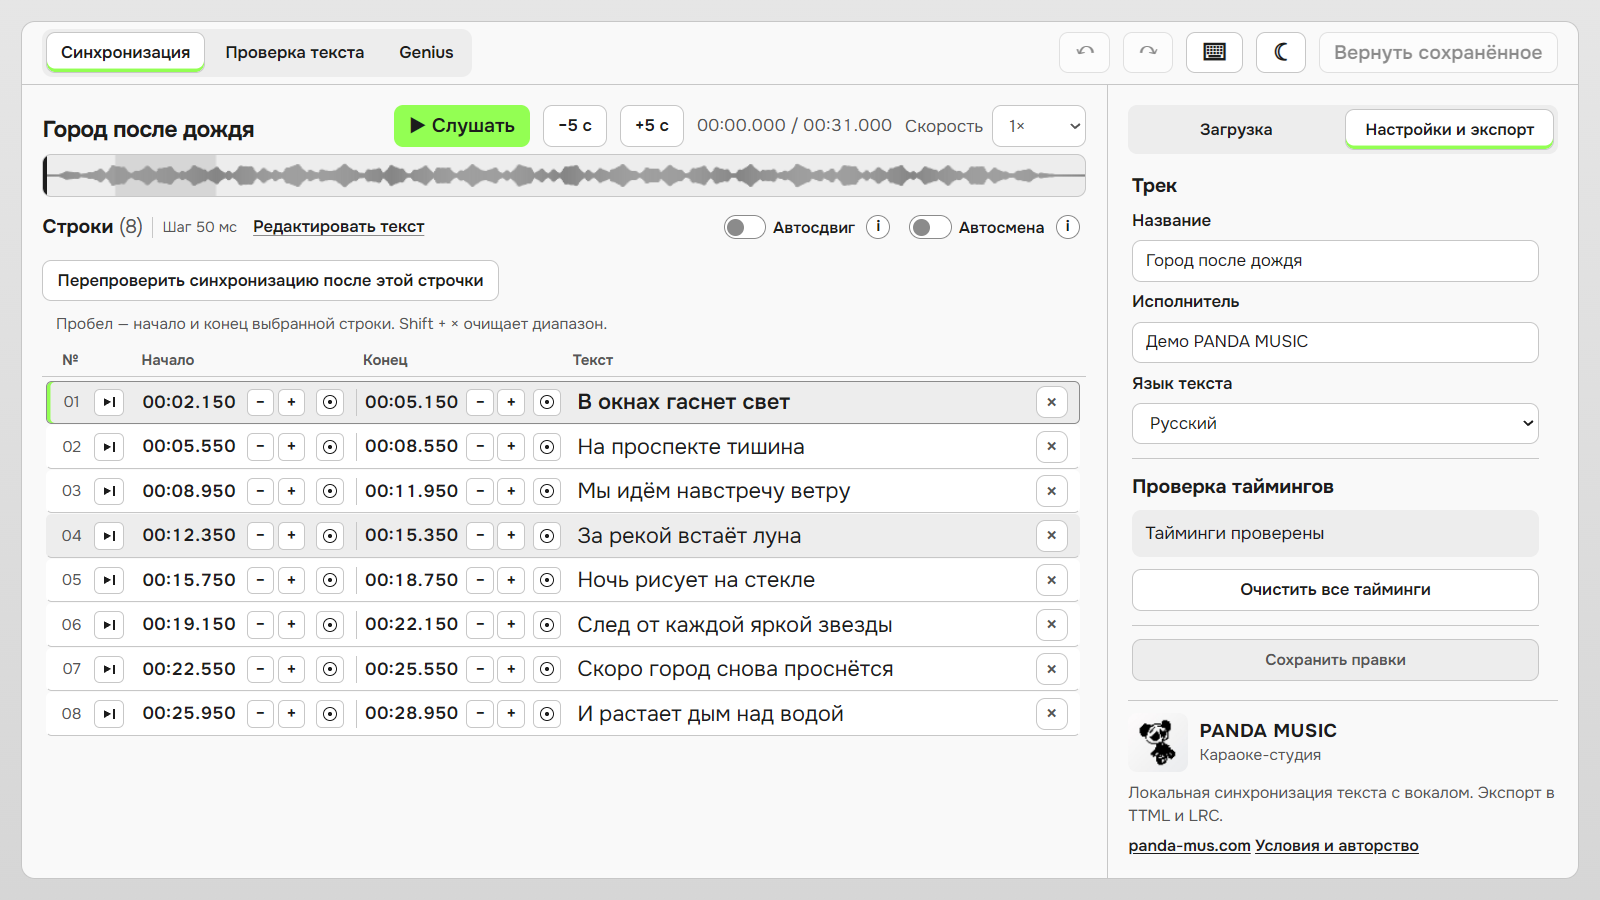 Синхронизация Проверка текста Genius Вернуть сохранённое
Город после дождя ▶ Слушать −5 с +5 с 00:00.000 / 00:31.000 Скорость 1×
Строки (8) Шаг 50 мс Редактировать текст Автосдвиг i Автосмена i
Перепроверить синхронизацию после этой строчки
Пробел — начало и конец выбранной строки. Shift + × очищает диапазон.
№ Начало Конец Текст
01 00:02.150 − + 00:05.150 − + В окнах гаснет свет ×
02 00:05.550 − + 00:08.550 − + На проспекте тишина ×
03 00:08.950 − + 00:11.950 − + Мы идём навстречу ветру ×
04 00:12.350 − + 00:15.350 − + За рекой встаёт луна ×
05 00:15.750 − + 00:18.750 − + Ночь рисует на стекле ×
06 00:19.150 − + 00:22.150 − + След от каждой яркой звезды ×
07 00:22.550 − + 00:25.550 − + Скоро город снова проснётся ×
08 00:25.950 − + 00:28.950 − + И растает дым над водой ×
Загрузка Настройки и экспорт
Трек
Название
Город после дождя
Исполнитель
Демо PANDA MUSIC
Язык текста
Русский
Проверка таймингов
Тайминги проверены
Очистить все тайминги
Сохранить правки
PANDA MUSIC
Караоке-студия
Локальная синхронизация текста с вокалом. Экспорт в
TTML и LRC.
panda-mus.com Условия и авторство